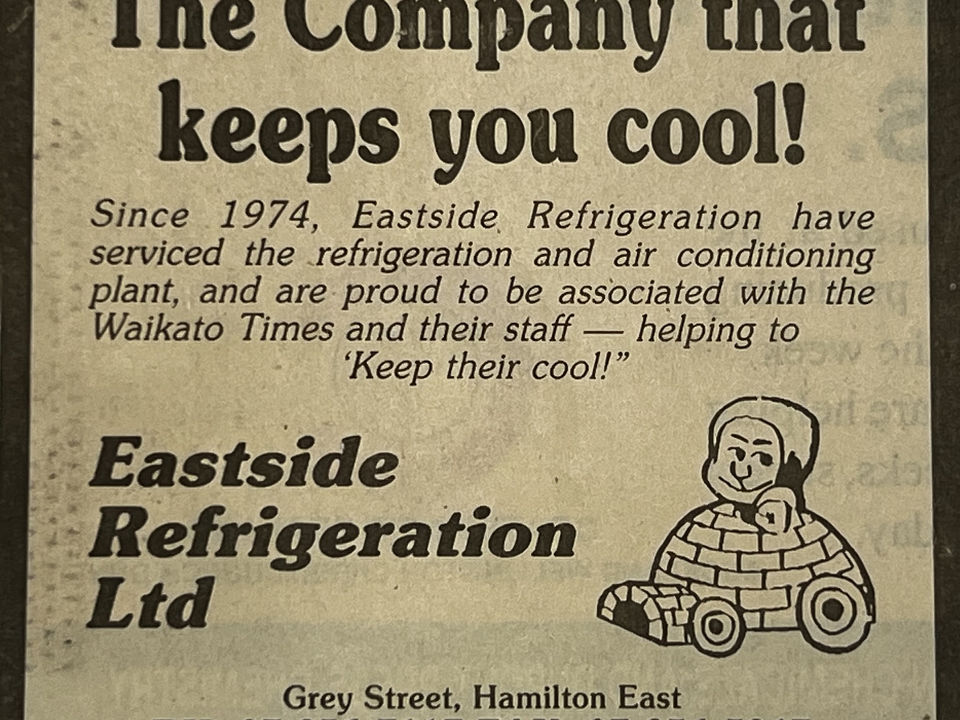 The Company that
keeps you cool!
Since 1974, Eastside Refrigeration have
serviced the refrigeration and air conditioning
plant, and are proud to be associated with the
Waikato Times and their staff — helping to
‘Keep their cool!”
Eastside
Refrigeration
Ltd
Grey Street, Hamilton East